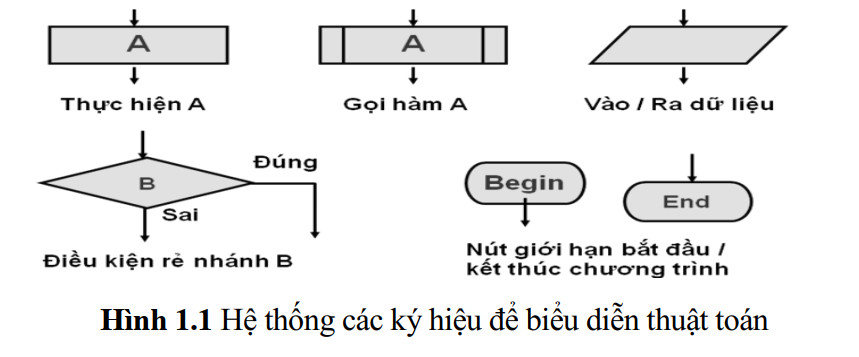 A
A
Thực hiện A
Gọi hàm A
Vào / Ra dữ liệu
B
Đúng
Sai
Điều kiện rẻ nhánh B
Begin
End
Nút giới hạn bắt đầu /
kết thúc chương trình
Hình 1.1 Hệ thống các ký hiệu để biểu diễn thuật toán